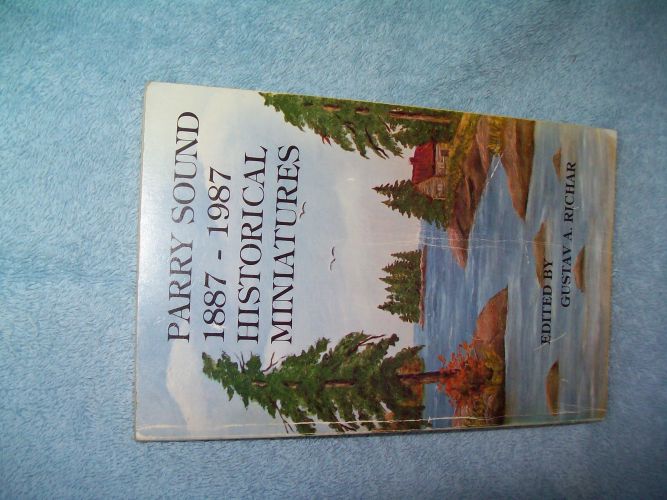 PARRY SOUND
1887 - 1987
HISTORICAL
MINIATURES
EDITED BY
GUSTAV A. RICHAR